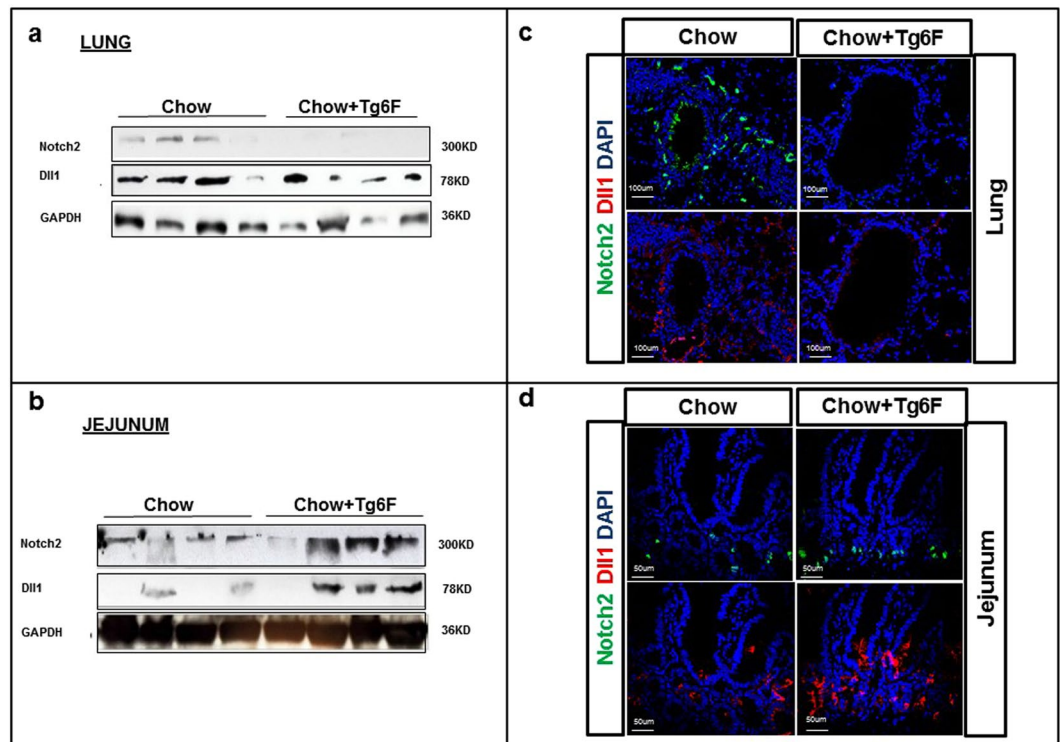 a
LUNG
Chow Chow+Tg6F
Notch2 300KD
Dll1 78KD
GAPDH 36KD
b
JEJUNUM
Chow Chow+Tg6F
Notch2 300KD
Dll1 78KD
GAPDH 36KD
c
Chow Chow+Tg6F
Notch2 Dll1 DAPI
100um 100um
100um 100um
Lung
d
Chow Chow+Tg6F
Notch2 Dll1 DAPI
50um 50um
50um 50um
Jejunum